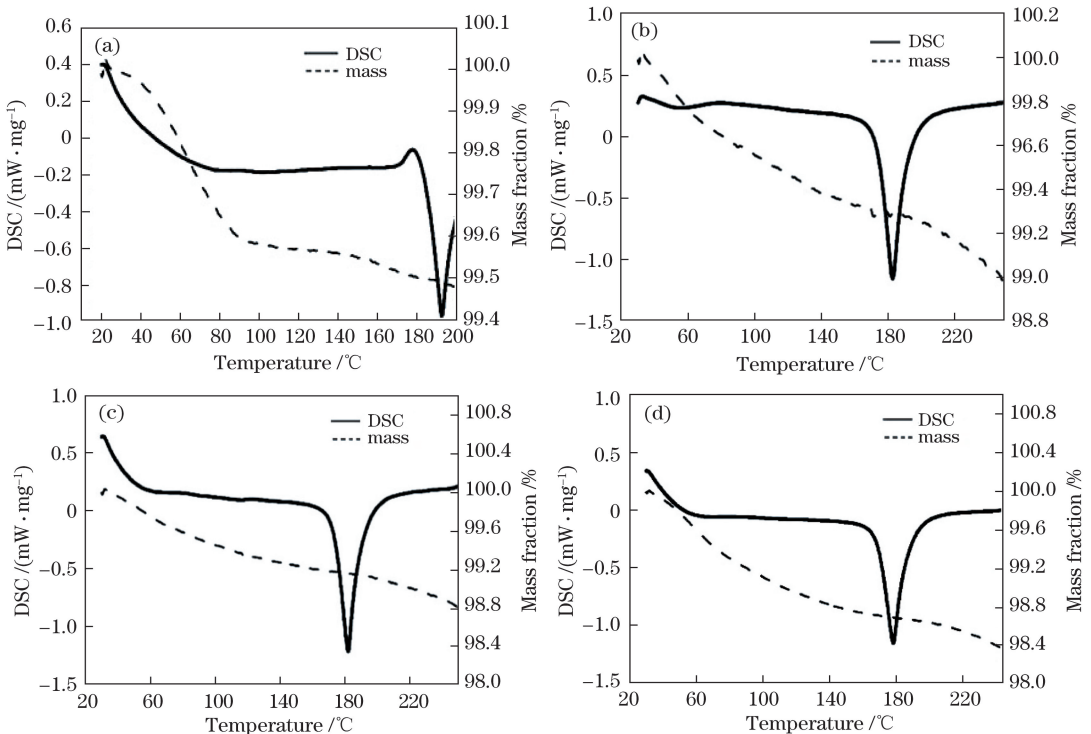 (a)
DSC
mass
0.6
0.4
0.2
0
−0.2
−0.4
−0.6
−0.8
−1.0
DSC /(mW·mg⁻¹)
100.1
100.0
99.9
99.8
99.75
99.6
99.5
99.4
Mass fraction /%
20 40 60 80 100 120 140 160 180 200
Temperature /℃
(b)
DSC
mass
1.0
0.5
0
−0.5
−1.0
−1.5
DSC /(mW·mg⁻¹)
100.2
100.0
99.8
96.6
99.4
99.2
99.0
98.8
Mass fraction /%
20 60 100 140 180 220
Temperature /℃
(c)
DSC
mass
1.0
0.5
0
−0.5
−1.0
−1.5
DSC /(mW·mg⁻¹)
100.8
100.4
100.0
99.6
99.2
98.8
98.4
98.0
Mass fraction /%
20 60 100 140 180 220
Temperature /℃
(d)
DSC
mass
1.0
0.5
0
−0.5
−1.0
−1.5
DSC /(mW·mg⁻¹)
100.8
100.4
100.0
99.6
99.2
98.8
98.4
98.0
Mass fraction /%
20 60 100 140 180 220
Temperature /℃